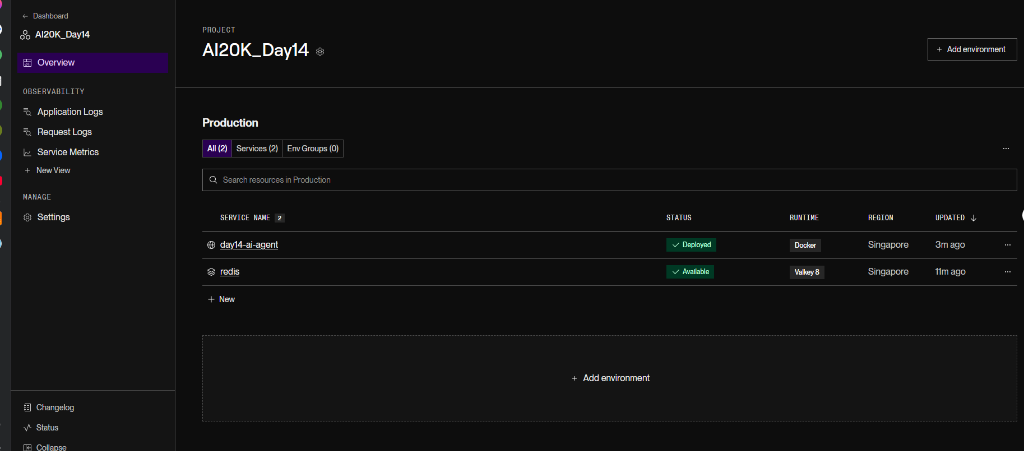 ← Dashboard
AI20K_Day14
Overview
OBSERVABILITY
Application Logs
Request Logs
Service Metrics
+ New View
MANAGE
Settings
Changelog
Status
Collapse
PROJECT
AI20K_Day14
+ Add environment
Production
All (2) Services (2) Env Groups (0)
Search resources in Production
SERVICE NAME 2 STATUS RUNTIME REGION UPDATED ↓
day14-ai-agent ✓ Deployed Docker Singapore 3m ago
redis ✓ Available Valkey 8 Singapore 11m ago
+ New
+ Add environment